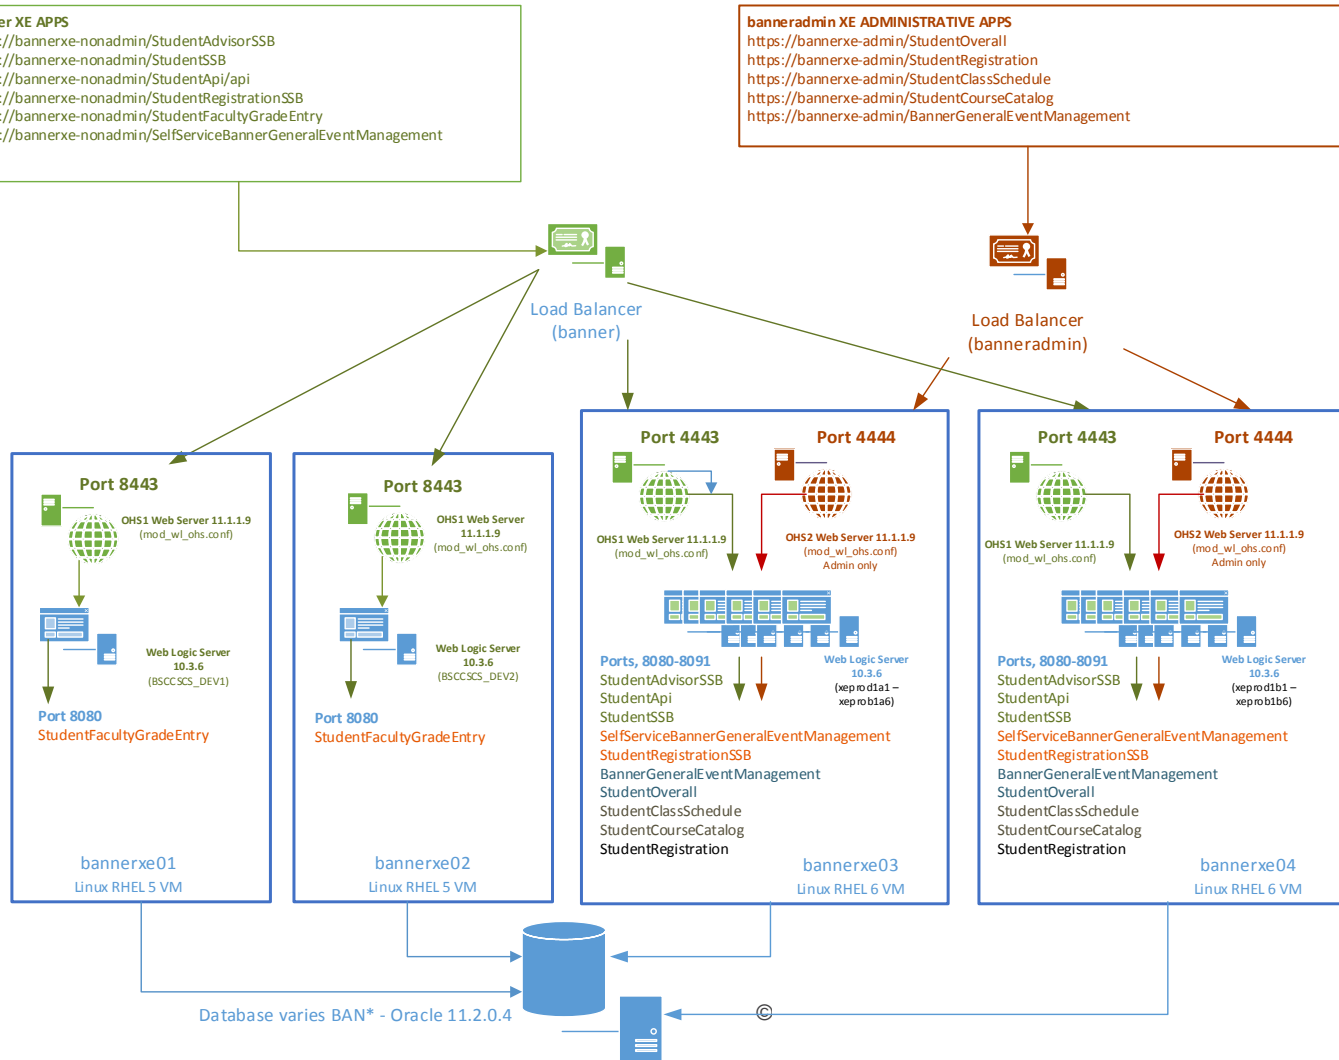 er XE APPS
://bannerxe-nonadmin/StudentAdvisorSSB
://bannerxe-nonadmin/StudentSSB
://bannerxe-nonadmin/StudentApi/api
://bannerxe-nonadmin/StudentRegistrationSSB
://bannerxe-nonadmin/StudentFacultyGradeEntry
://bannerxe-nonadmin/SelfServiceBannerGeneralEventManagement
banneradmin XE ADMINISTRATIVE APPS
https://bannerxe-admin/StudentOverall
https://bannerxe-admin/StudentRegistration
https://bannerxe-admin/StudentClassSchedule
https://bannerxe-admin/StudentCourseCatalog
https://bannerxe-admin/BannerGeneralEventManagement
Load Balancer
(banner)
Load Balancer
(banneradmin)
Port 8443
OHS1 Web Server 11.1.1.9
(mod_wl_ohs.conf)
Web Logic Server
10.3.6
(BSCCSCS_DEV1)
Port 8080
StudentFacultyGradeEntry
bannerxe01
Linux RHEL 5 VM
Port 8443
OHS1 Web Server
11.1.1.9
(mod_wl_ohs.conf)
Web Logic Server
10.3.6
(BSCCSCS_DEV2)
Port 8080
StudentFacultyGradeEntry
bannerxe02
Linux RHEL 5 VM
Port 4443
Port 4444
OHS1 Web Server 11.1.1.9
(mod_wl_ohs.conf)
OHS2 Web Server 11.1.1.9
(mod_wl_ohs.conf)
Admin only
Ports, 8080-8091
StudentAdvisorSSB
StudentApi
StudentSSB
SelfServiceBannerGeneralEventManagement
StudentRegistrationSSB
BannerGeneralEventManagement
StudentOverall
StudentClassSchedule
StudentCourseCatalog
StudentRegistration
Web Logic Server
10.3.6
(xeprod1a1 –
xeprob1a6)
bannerxe03
Linux RHEL 6 VM
Port 4443
Port 4444
OHS1 Web Server 11.1.1.9
(mod_wl_ohs.conf)
OHS2 Web Server 11.1.1.9
(mod_wl_ohs.conf)
Admin only
Ports, 8080-8091
StudentAdvisorSSB
StudentApi
StudentSSB
SelfServiceBannerGeneralEventManagement
StudentRegistrationSSB
BannerGeneralEventManagement
StudentOverall
StudentClassSchedule
StudentCourseCatalog
StudentRegistration
Web Logic Server
10.3.6
(xeprod1b1 –
xeprob1b6)
bannerxe04
Linux RHEL 6 VM
Database varies BAN* - Oracle 11.2.0.4
©